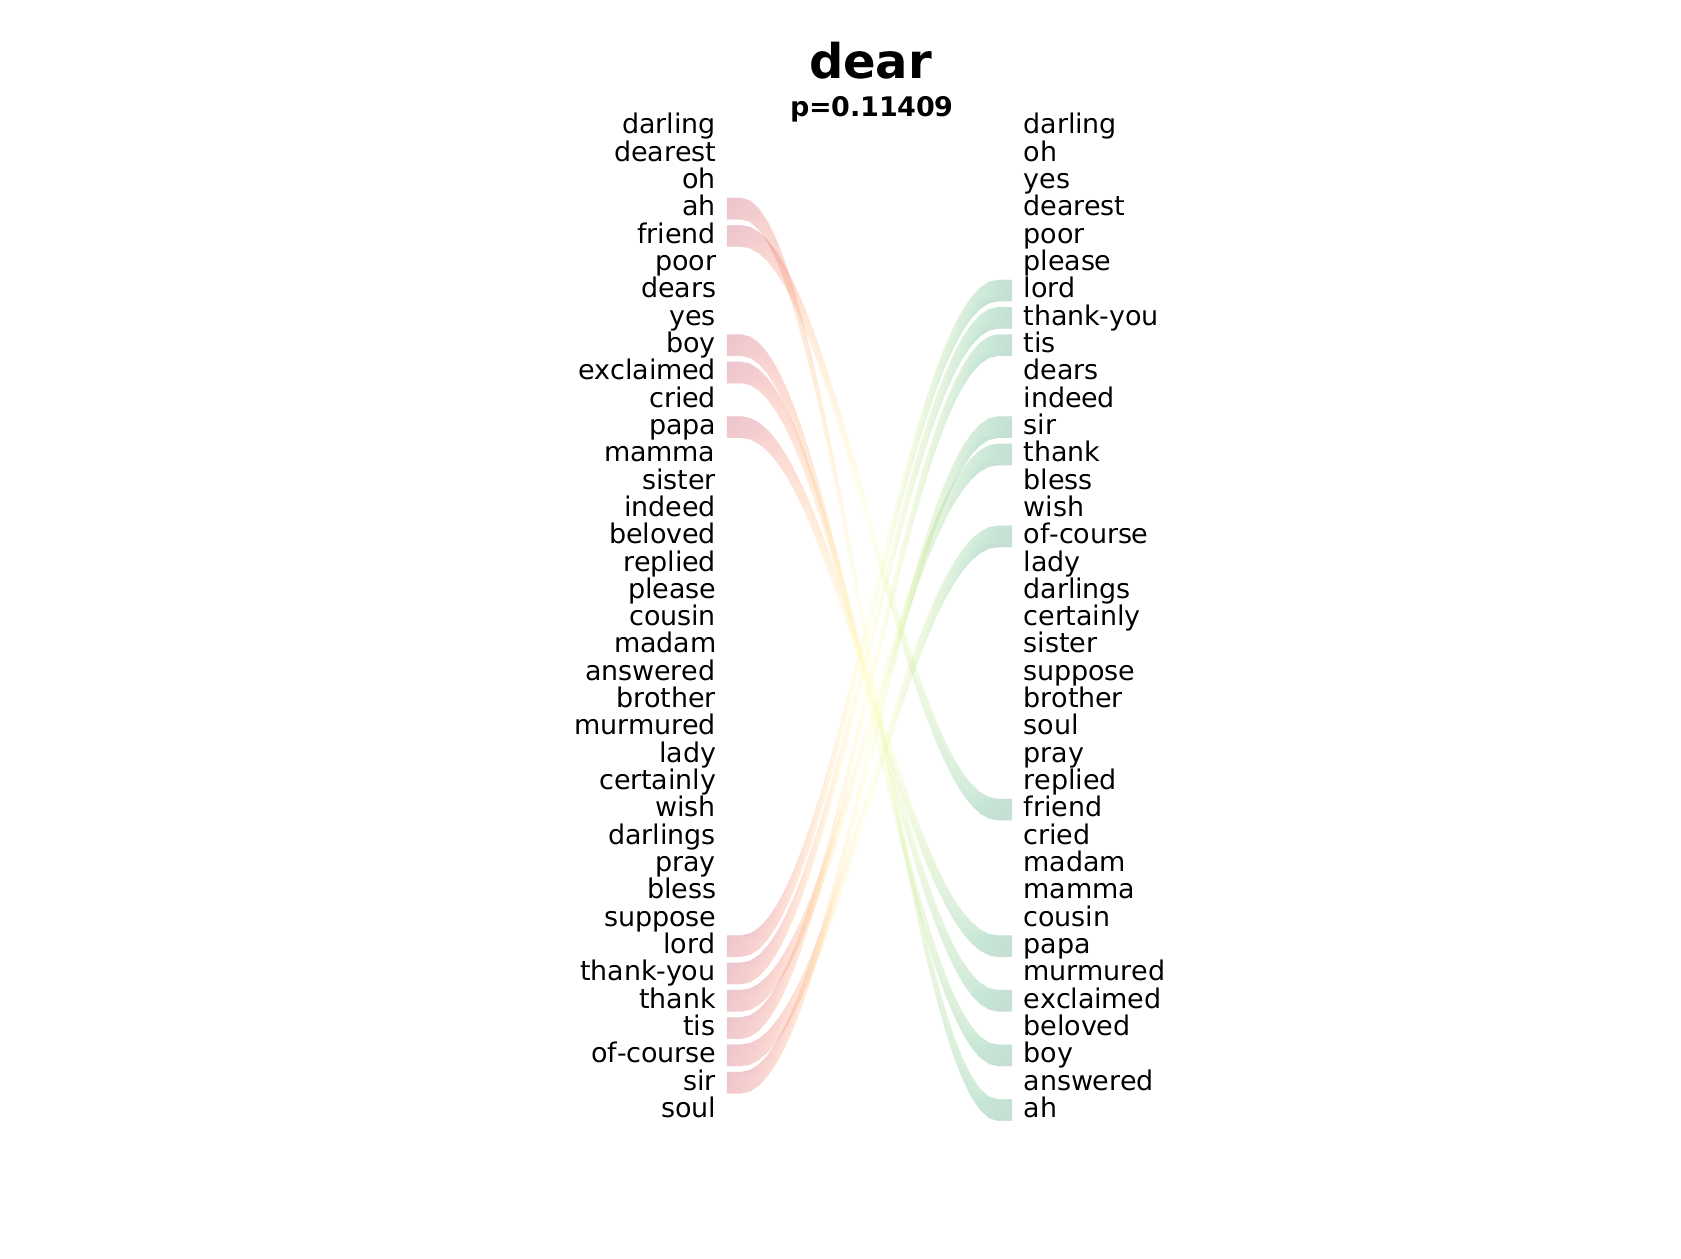 dear
p=0.11409
darling
dearest
oh
ah
friend
poor
dears
yes
boy
exclaimed
cried
papa
mamma
sister
indeed
beloved
replied
please
cousin
madam
answered
brother
murmured
lady
certainly
wish
darlings
pray
bless
suppose
lord
thank-you
thank
tis
of-course
sir
soul
darling
oh
yes
dearest
poor
please
lord
thank-you
tis
dears
indeed
sir
thank
bless
wish
of-course
lady
darlings
certainly
sister
suppose
brother
soul
pray
replied
friend
cried
madam
mamma
cousin
papa
murmured
exclaimed
beloved
boy
answered
ah